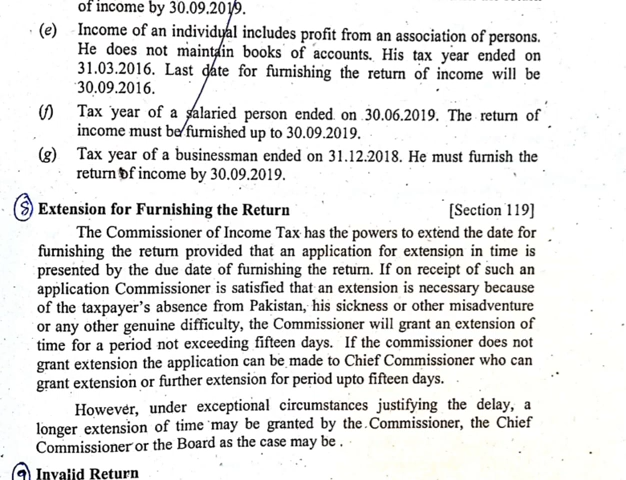 of income by 30.09.2019.
(e) Income of an individual includes profit from an association of persons.
He does not maintain books of accounts. His tax year ended on
31.03.2016. Last date for furnishing the return of income will be
30.09.2016.
(f) Tax year of a salaried person ended on 30.06.2019. The return of
income must be furnished up to 30.09.2019.
(g) Tax year of a businessman ended on 31.12.2018. He must furnish the
return of income by 30.09.2019.
8 Extension for Furnishing the Return [Section 119]
The Commissioner of Income Tax has the powers to extend the date for
furnishing the return provided that an application for extension in time is
presented by the due date of furnishing the return. If on receipt of such an
application Commissioner is satisfied that an extension is necessary because
of the taxpayer's absence from Pakistan, his sickness or other misadventure
or any other genuine difficulty, the Commissioner will grant an extension of
time for a period not exceeding fifteen days. If the commissioner does not
grant extension the application can be made to Chief Commissioner who can
grant extension or further extension for period upto fifteen days.
However, under exceptional circumstances justifying the delay, a
longer extension of time may be granted by the Commissioner, the Chief
Commissioner or the Board as the case may be .
9 Invalid Return